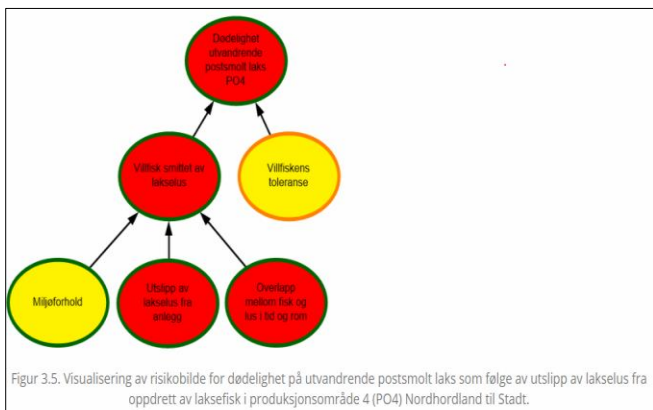 Dødelighet
utvandrende
postsmolt laks
PO4
Villfisk smittet av
lakselus
Villfiskens
toleranse
Miljøforhold
Utslipp av
lakselus fra
anlegg
Overlapp
mellom fisk og
lus i tid og rom
Figur 3.5. Visualisering av risikobilde for dødelighet på utvandrende postsmolt laks som følge av utslipp av lakselus fra
oppdrett av laksefisk i produksjonsområde 4 (PO4) Nordhordland til Stadt.